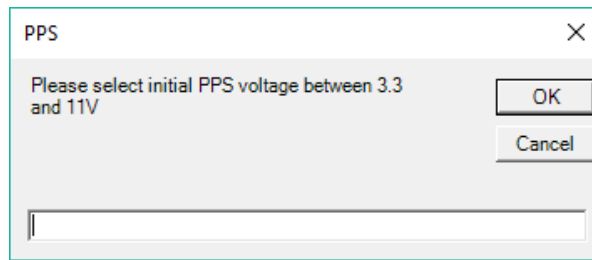 PPS
Please select initial PPS voltage between 3.3
and 11V
OK
Cancel